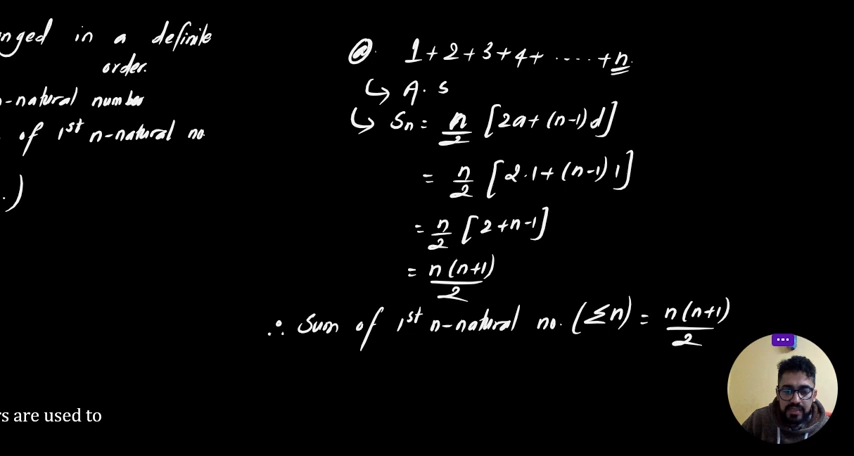 nged in a definite
order.
n-natural number
of 1st n-natural no
.)
s are used to
@. 1+2+3+4+ ..... +n.
↳ A.S
↳ Sn = n/2 [2a+(n-1)d]
= n/2 [2.1+(n-1)1]
= n/2 [2+n-1]
= n(n+1)/2
∴ Sum of 1st n-natural no. (Σn) = n(n+1)/2